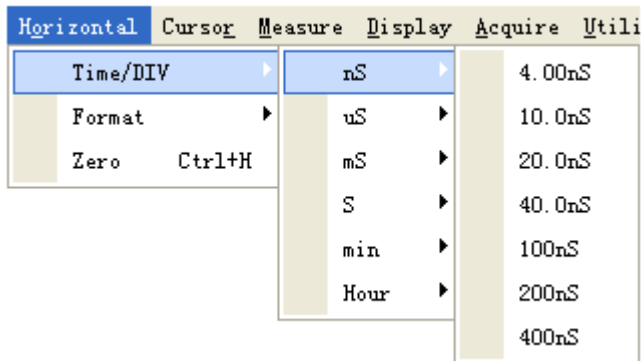 Horizontal Cursor Measure Display Acquire Utili
Time/DIV
Format
Zero Ctrl+H
nS
uS
mS
S
min
Hour
4.00nS
10.0nS
20.0nS
40.0nS
100nS
200nS
400nS